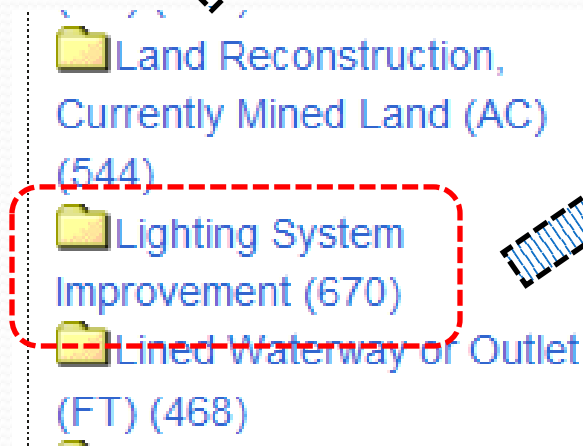 Land Reconstruction,
Currently Mined Land (AC)
(544)
Lighting System
Improvement (670)
Lined Waterway or Outlet
(FT) (468)